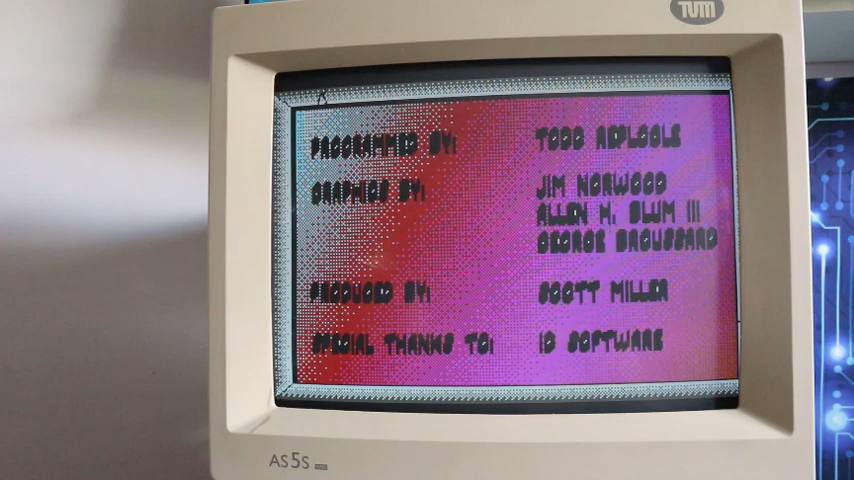 TVM
PROGRAMMED BY: TODD REPLOGLE
GRAPHICS BY: JIM NORWOOD
ALLEN H. BLUM III
GEORGE BROUSSARD
PRODUCED BY: SCOTT MILLER
SPECIAL THANKS TO: ID SOFTWARE
AS5S